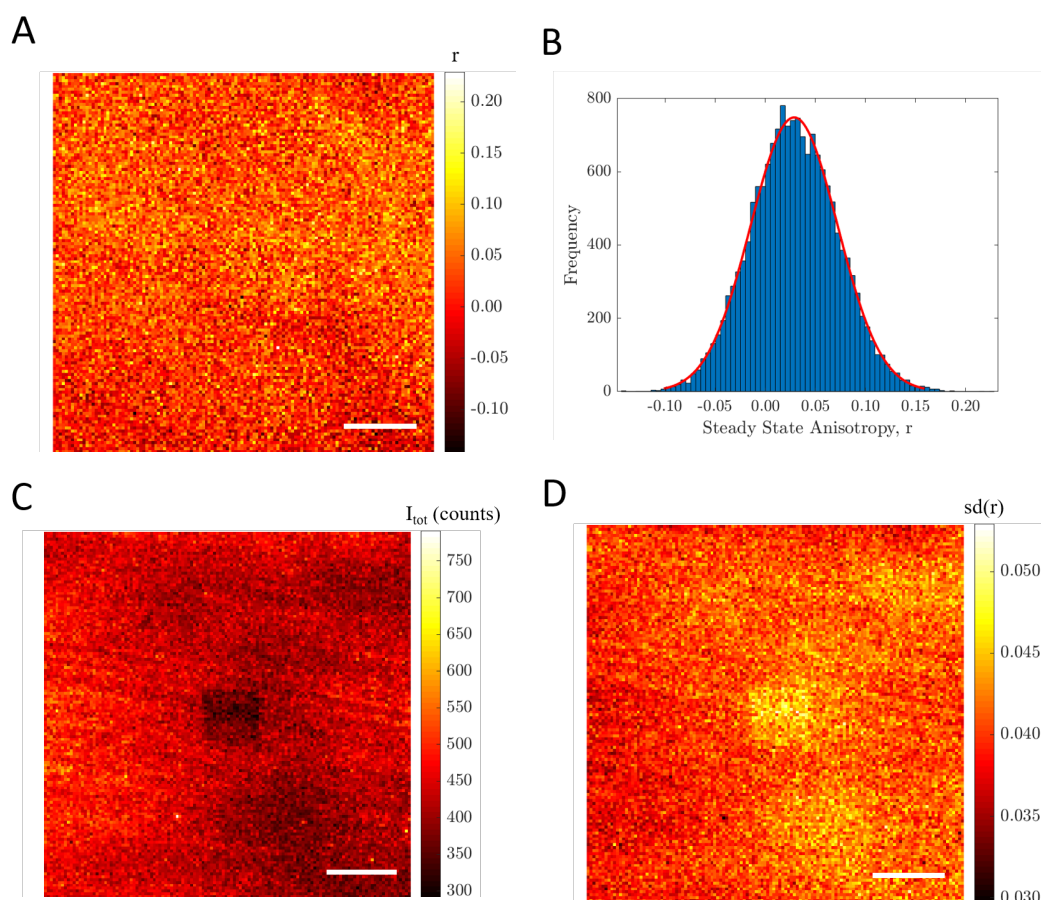 A
r
0.20
0.15
0.10
0.05
0.00
-0.05
-0.10
B
800
600
400
200
0
Frequency
-0.10 -0.05 0.00 0.05 0.10 0.15 0.20
Steady State Anisotropy, r
C
I_tot (counts)
750
700
650
600
550
500
450
400
350
300
D
sd(r)
0.050
0.045
0.040
0.035
0.030